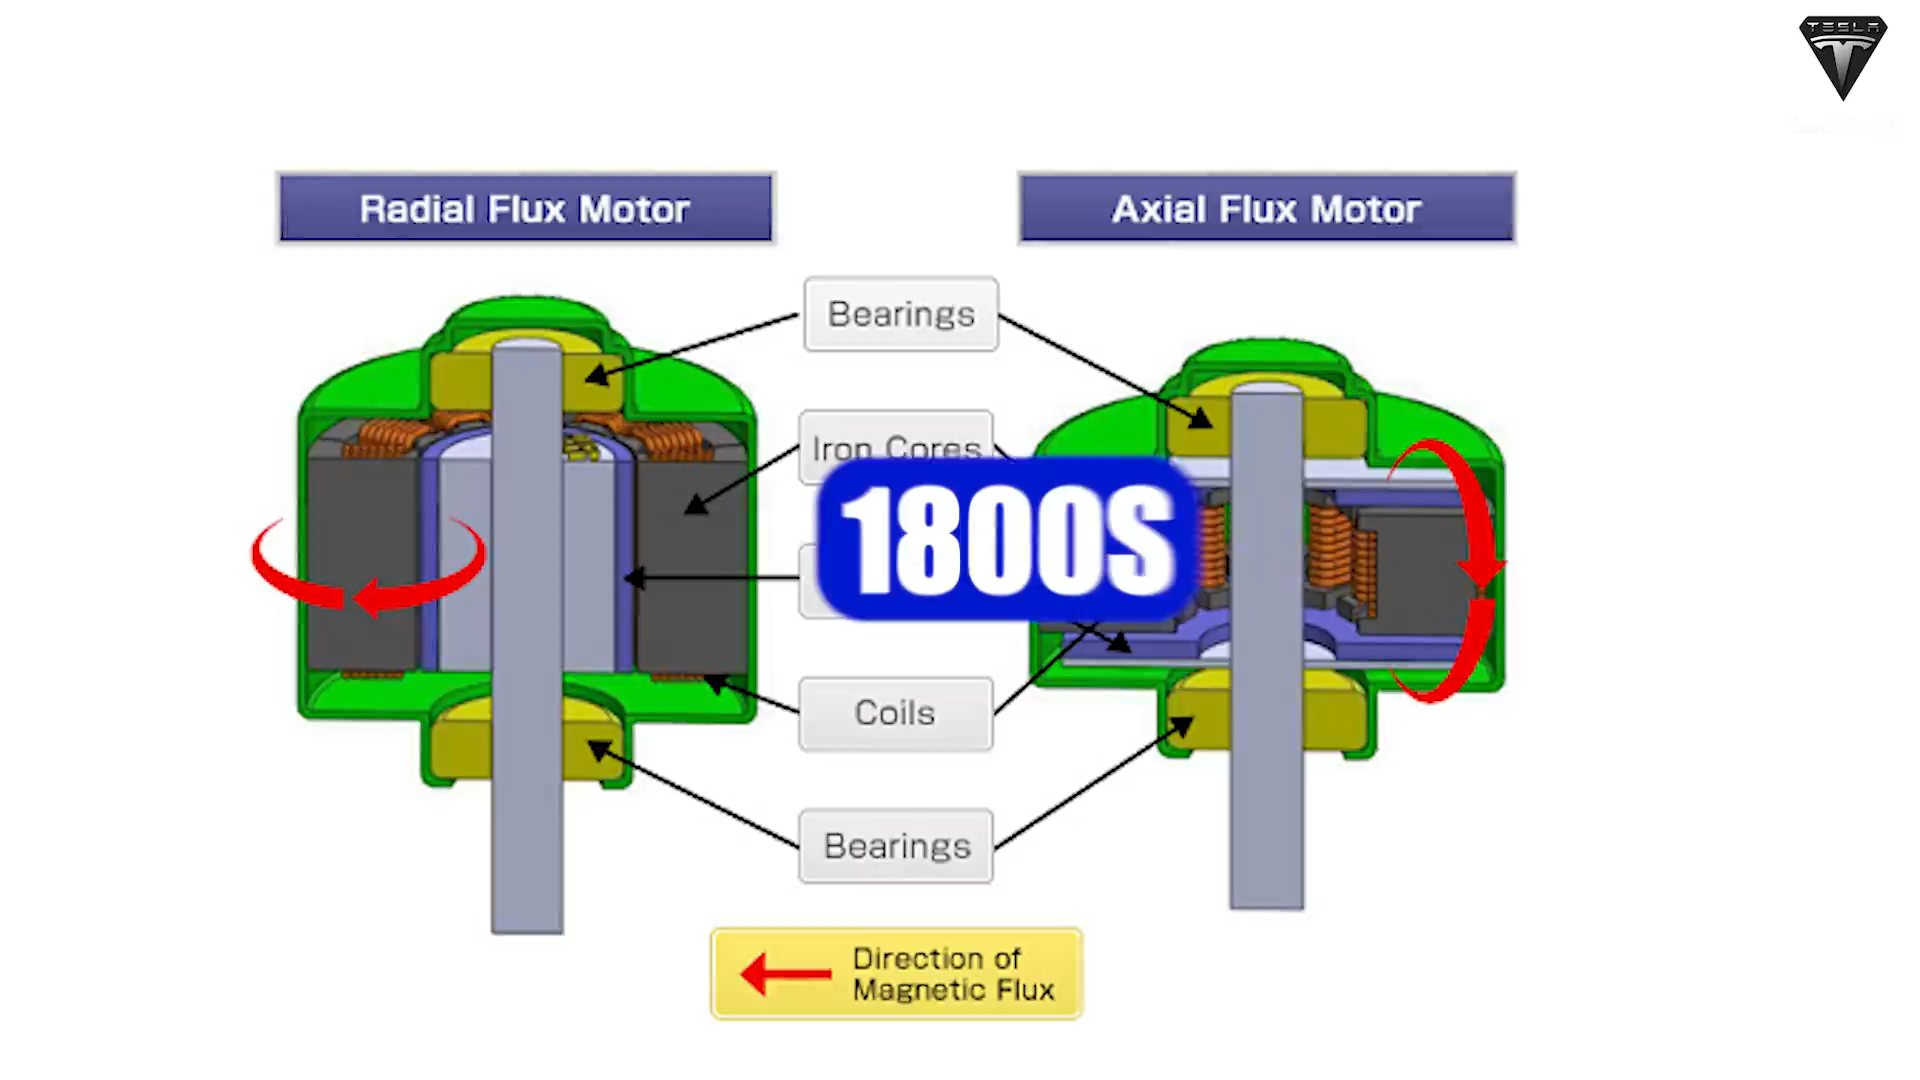 TESLA
Radial Flux Motor
Axial Flux Motor
Bearings
Iron Cores
1800S
Coils
Bearings
Direction of
Magnetic Flux